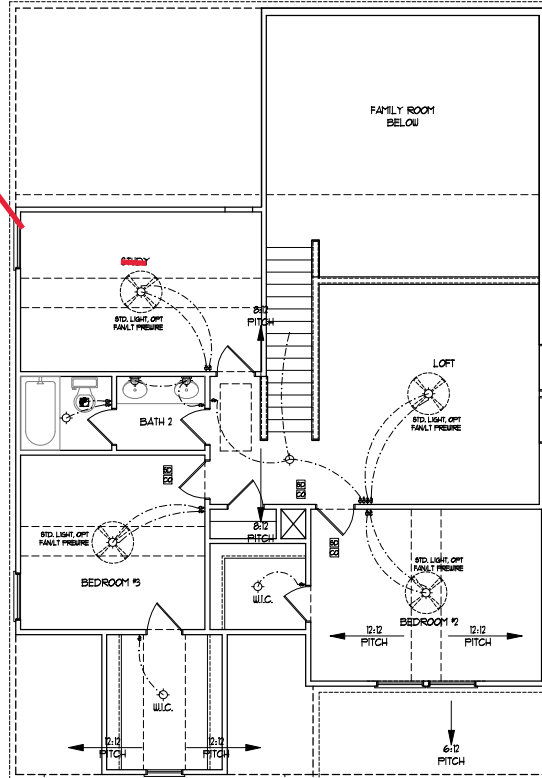 FAMILY ROOM
BELOW
STUDY
STD. LIGHT, OPT
FAN/LT PREWIRE
8:12
PITCH
LOFT
STD. LIGHT, OPT
FAN/LT PREWIRE
BATH 2
STD. LIGHT, OPT
FAN/LT PREWIRE
8:12
PITCH
BEDROOM #3
W.I.C.
STD. LIGHT, OPT
FAN/LT PREWIRE
BEDROOM #2
12:12
PITCH
12:12
PITCH
W.I.C.
12:12
PITCH
12:12
PITCH
6:12
PITCH